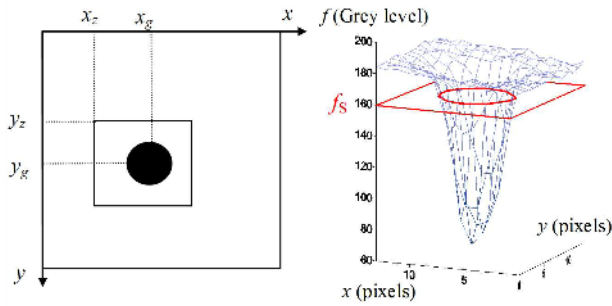 x_z x_g x
y_z
y_g
y
f (Grey level)
200
180
f_S 160
140
120
100
80
60
10 5
x (pixels)
y (pixels)